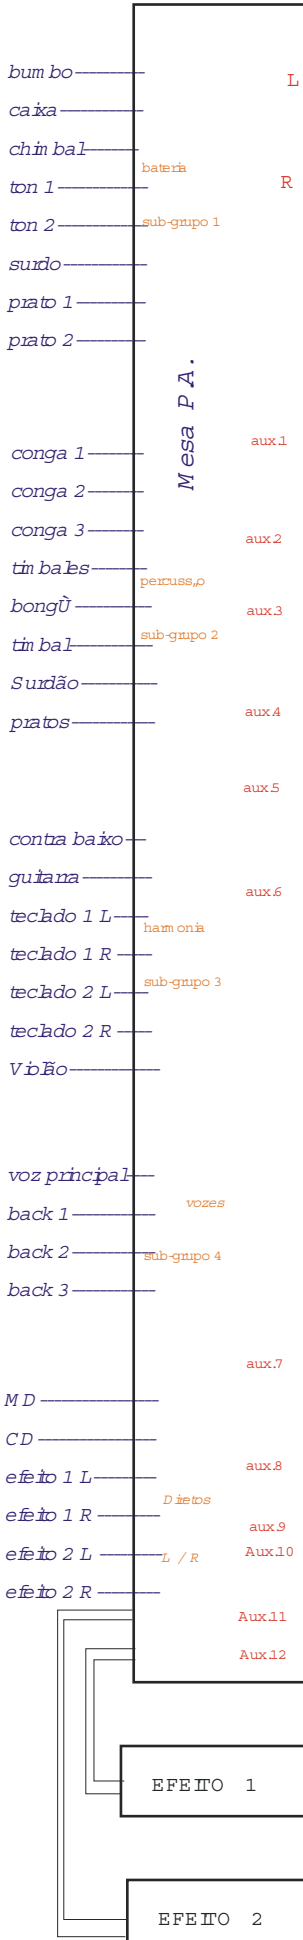 bumbo
L
caixa
chimbal
bateria
ton 1
R
ton 2
sub-grupo 1
surdo
prato 1
prato 2
Mesa P.A.
aux.1
conga 1
conga 2
aux.2
conga 3
timbales
percuss„o
bongÙ
aux.3
sub-grupo 2
timbal
Surdão
aux.4
pratos
aux.5
contra baixo
guitarra
aux.6
teclado 1 L
harmonia
teclado 1 R
sub-grupo 3
teclado 2 L
teclado 2 R
Violão
voz principal
vozes
back 1
back 2
sub-grupo 4
back 3
aux.7
MD
CD
aux.8
efeito 1 L
Diretos
efeito 1 R
aux.9
efeito 2 L
L / R
Aux.10
efeito 2 R
Aux.11
Aux.12
EFEITO 1
EFEITO 2